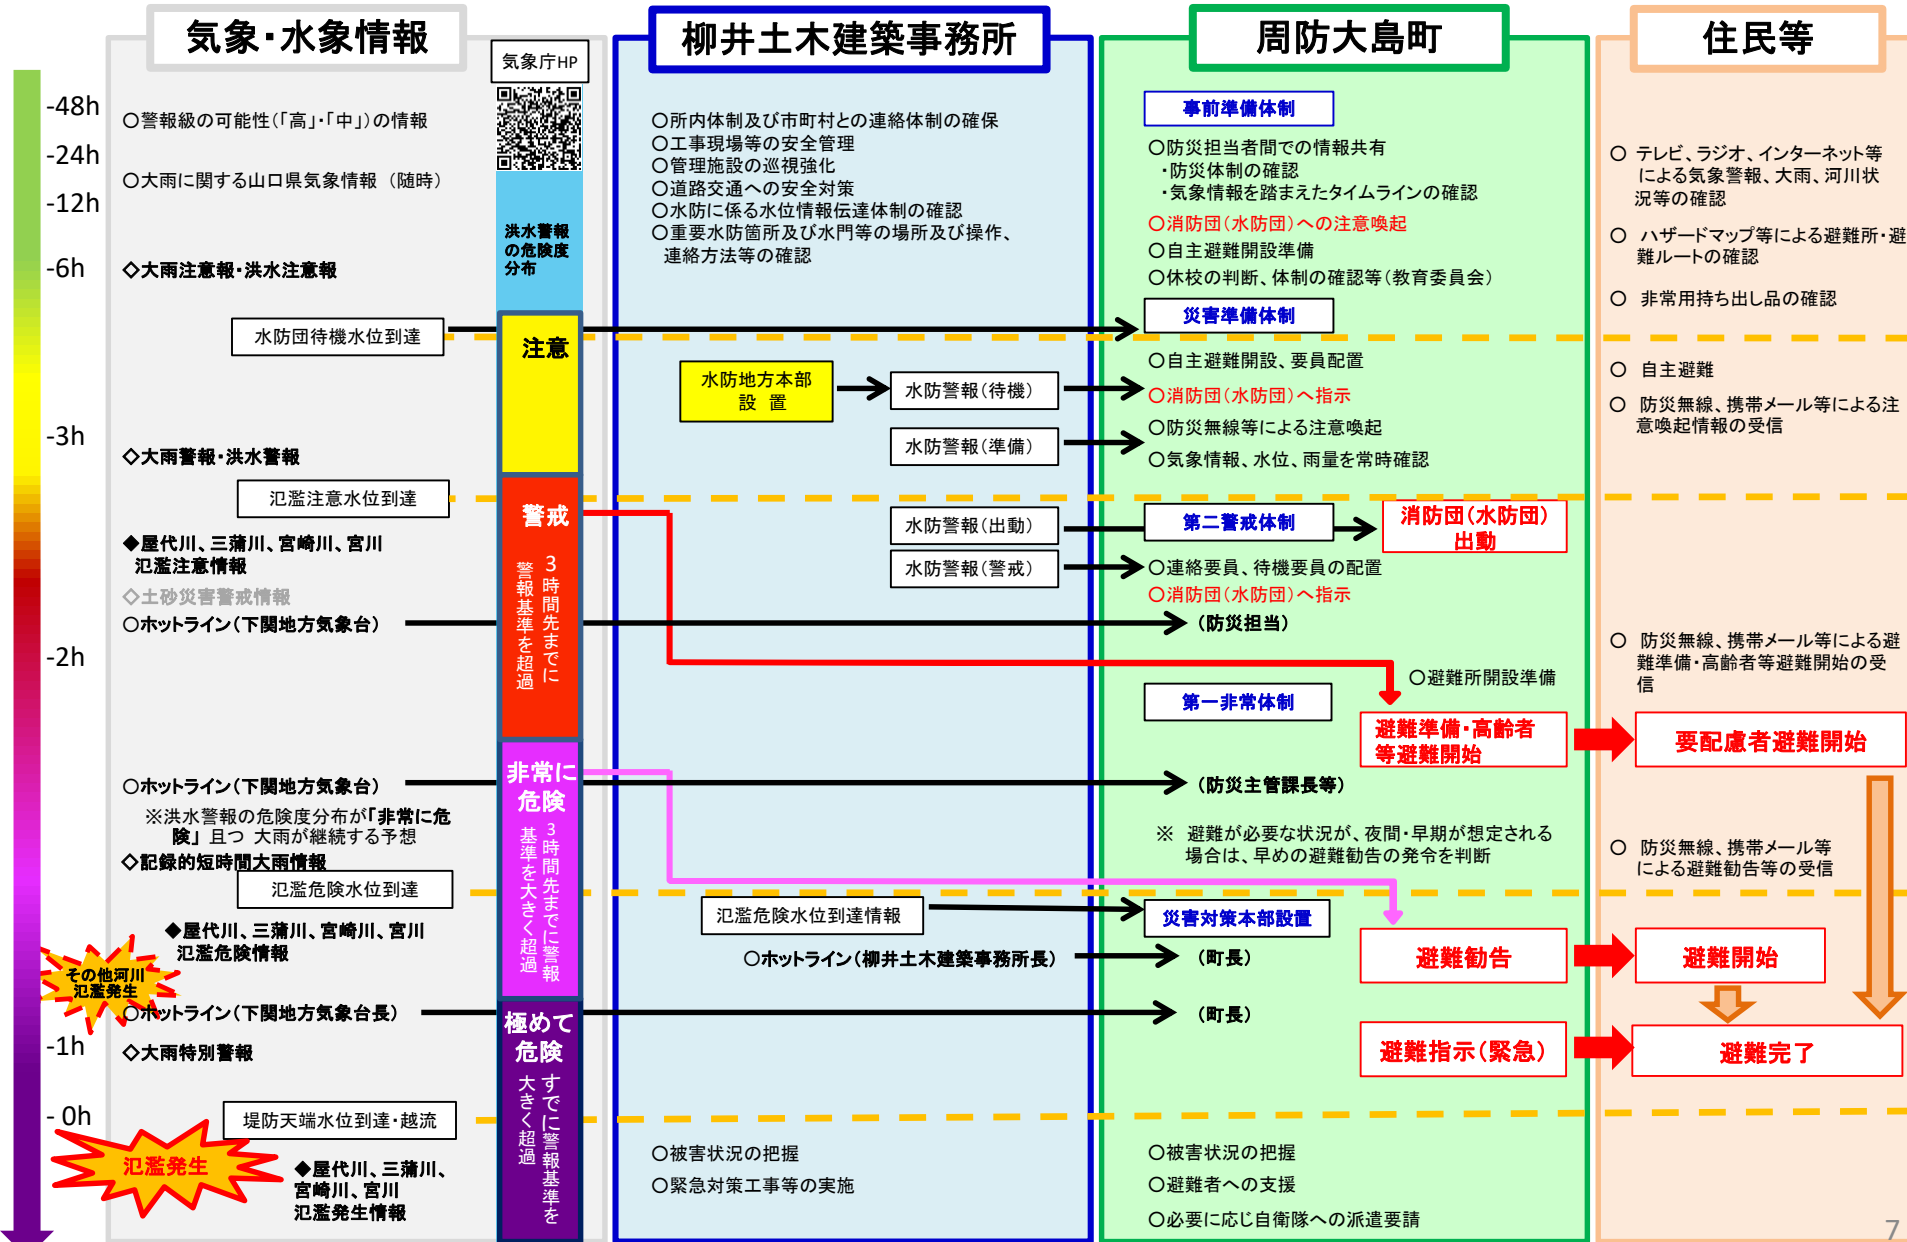 気象・水象情報
気象庁HP
-48h
-24h
-12h
-6h
-3h
-2h
-1h
- 0h
○警報級の可能性(「高」・「中」)の情報
○大雨に関する山口県気象情報 (随時)
◇大雨注意報・洪水注意報
水防団待機水位到達
◇大雨警報・洪水警報
氾濫注意水位到達
◆屋代川、三蒲川、宮崎川、宮川
氾濫注意情報
◇土砂災害警戒情報
○ホットライン(下関地方気象台)
○ホットライン(下関地方気象台)
※洪水警報の危険度分布が「非常に危
険」 且つ 大雨が継続する予想
◇記録的短時間大雨情報
氾濫危険水位到達
◆屋代川、三蒲川、宮崎川、宮川
氾濫危険情報
その他河川
氾濫発生
○ホットライン(下関地方気象台長)
◇大雨特別警報
堤防天端水位到達・越流
氾濫発生
◆屋代川、三蒲川、
宮崎川、宮川
氾濫発生情報
洪水警報
の危険度
分布
注意
警戒
3時間先までに
警報基準を超過
非常に
危険
3時間先までに警報
基準を大きく超過
極めて
危険
すでに警報基準を
大きく超過
柳井土木建築事務所
○所内体制及び市町村との連絡体制の確保
○工事現場等の安全管理
○管理施設の巡視強化
○道路交通への安全対策
○水防に係る水位情報伝達体制の確認
○重要水防箇所及び水門等の場所及び操作、
連絡方法等の確認
水防地方本部
設 置
水防警報(待機)
水防警報(準備)
水防警報(出動)
水防警報(警戒)
氾濫危険水位到達情報
○ホットライン(柳井土木建築事務所長)
○被害状況の把握
○緊急対策工事等の実施
周防大島町
事前準備体制
○防災担当者間での情報共有
・防災体制の確認
・気象情報を踏まえたタイムラインの確認
○消防団(水防団)への注意喚起
○自主避難開設準備
○休校の判断、体制の確認等(教育委員会)
災害準備体制
○自主避難開設、要員配置
○消防団(水防団)へ指示
○防災無線等による注意喚起
○気象情報、水位、雨量を常時確認
第二警戒体制
消防団(水防団)
出動
○連絡要員、待機要員の配置
○消防団(水防団)へ指示
(防災担当)
○避難所開設準備
第一非常体制
避難準備・高齢者
等避難開始
(防災主管課長等)
※ 避難が必要な状況が、夜間・早期が想定される
場合は、早めの避難勧告の発令を判断
災害対策本部設置
(町長)
避難勧告
(町長)
避難指示(緊急)
○被害状況の把握
○避難者への支援
○必要に応じ自衛隊への派遣要請
住民等
○ テレビ、ラジオ、インターネット等
による気象警報、大雨、河川状
況等の確認
○ ハザードマップ等による避難所・避
難ルートの確認
○ 非常用持ち出し品の確認
○ 自主避難
○ 防災無線、携帯メール等による注
意喚起情報の受信
○ 防災無線、携帯メール等による避
難準備・高齢者等避難開始の受
信
要配慮者避難開始
○ 防災無線、携帯メール等
による避難勧告等の受信
避難開始
避難完了
7